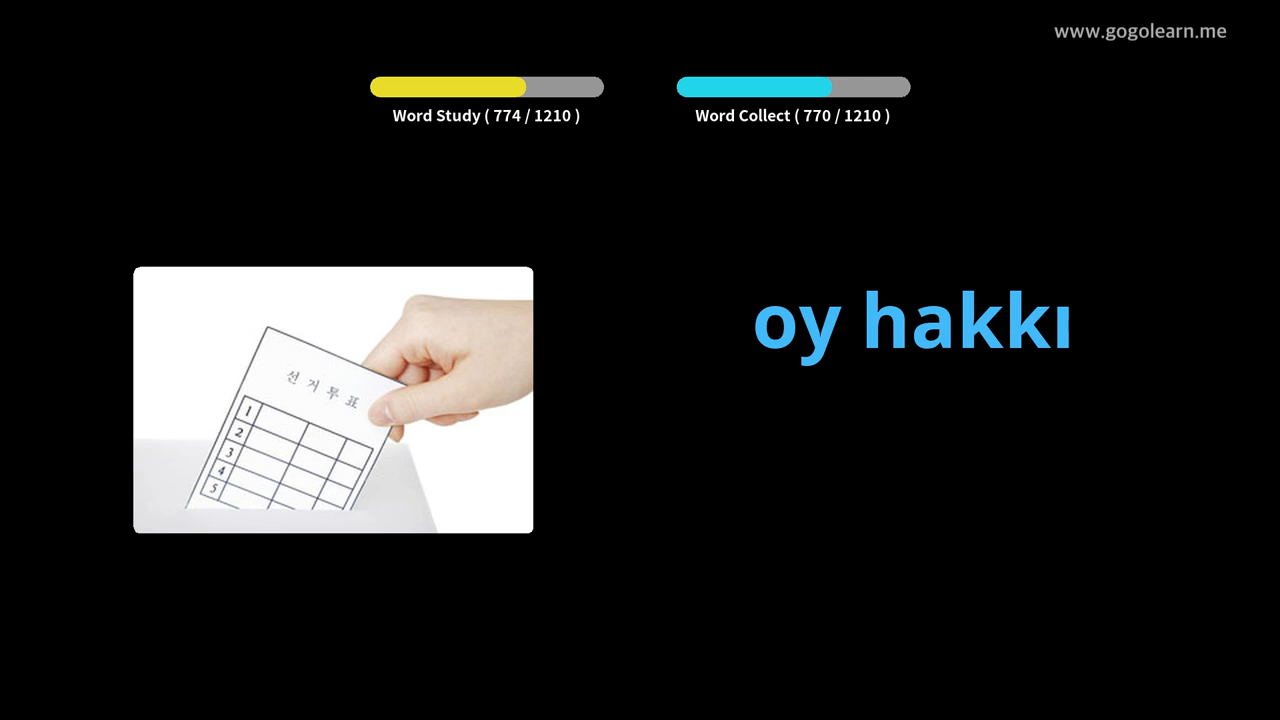 www.gogolearn.me
Word Study ( 774 / 1210 )
Word Collect ( 770 / 1210 )
oy hakkı
선 거 투 표
1
2
3
4
5